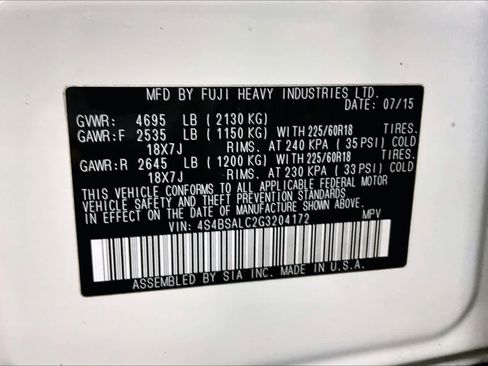 MFD BY FUJI HEAVY INDUSTRIES LTD.
DATE: 07/15
GVWR: 4695 LB ( 2130 KG)
GAWR:F 2535 LB ( 1150 KG) WITH 225/60R18 TIRES.
18X7J RIMS. AT 240 KPA ( 35 PSI) COLD
GAWR:R 2645 LB ( 1200 KG) WITH 225/60R18 TIRES.
18X7J RIMS. AT 230 KPA ( 33 PSI) COLD
THIS VEHICLE CONFORMS TO ALL APPLICABLE FEDERAL MOTOR
VEHICLE SAFETY AND THEFT PREVENTION STANDARDS
IN EFFECT ON THE DATE OF MANUFACTURE SHOWN ABOVE.
VIN: 4S4BSALC2G3204172 MPV
ASSEMBLED BY SIA INC. MADE IN U.S.A.